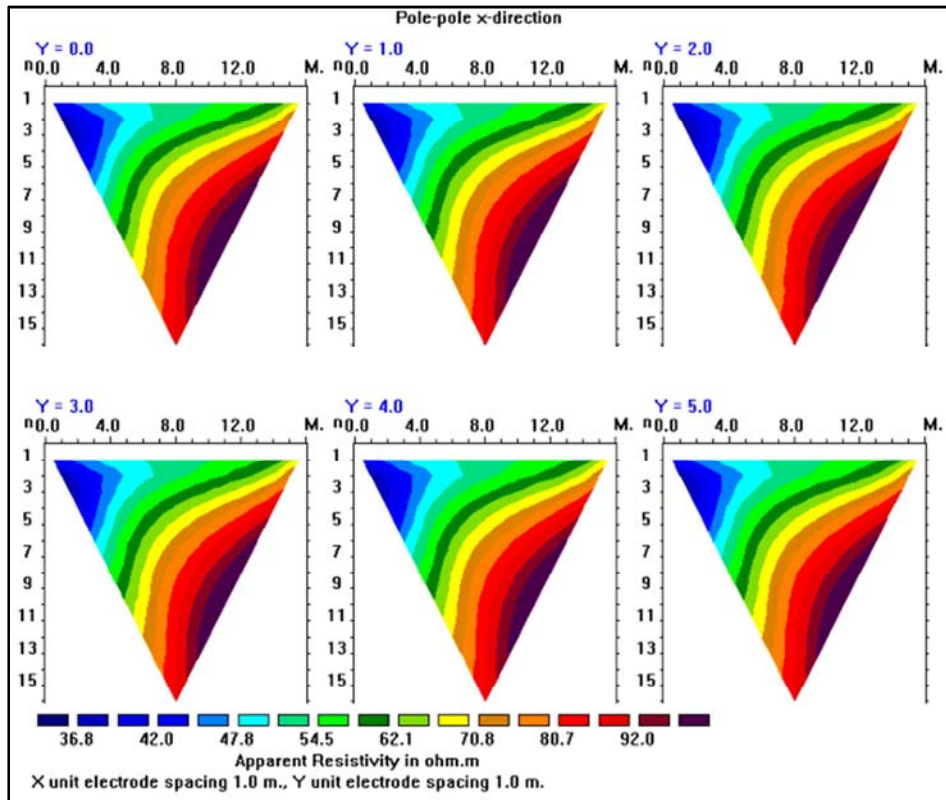 Pole-pole x-direction
Y = 0.0 Y = 1.0 Y = 2.0
n 0.0 4.0 8.0 12.0 M. n 0.0 4.0 8.0 12.0 M. n 0.0 4.0 8.0 12.0 M.
1 1 1
3 3 3
5 5 5
7 7 7
9 9 9
11 11 11
13 13 13
15 15 15
Y = 3.0 Y = 4.0 Y = 5.0
n 0.0 4.0 8.0 12.0 M. n 0.0 4.0 8.0 12.0 M. n 0.0 4.0 8.0 12.0 M.
1 1 1
3 3 3
5 5 5
7 7 7
9 9 9
11 11 11
13 13 13
15 15 15
36.8 42.0 47.8 54.5 62.1 70.8 80.7 92.0
Apparent Resistivity in ohm.m
X unit electrode spacing 1.0 m., Y unit electrode spacing 1.0 m.